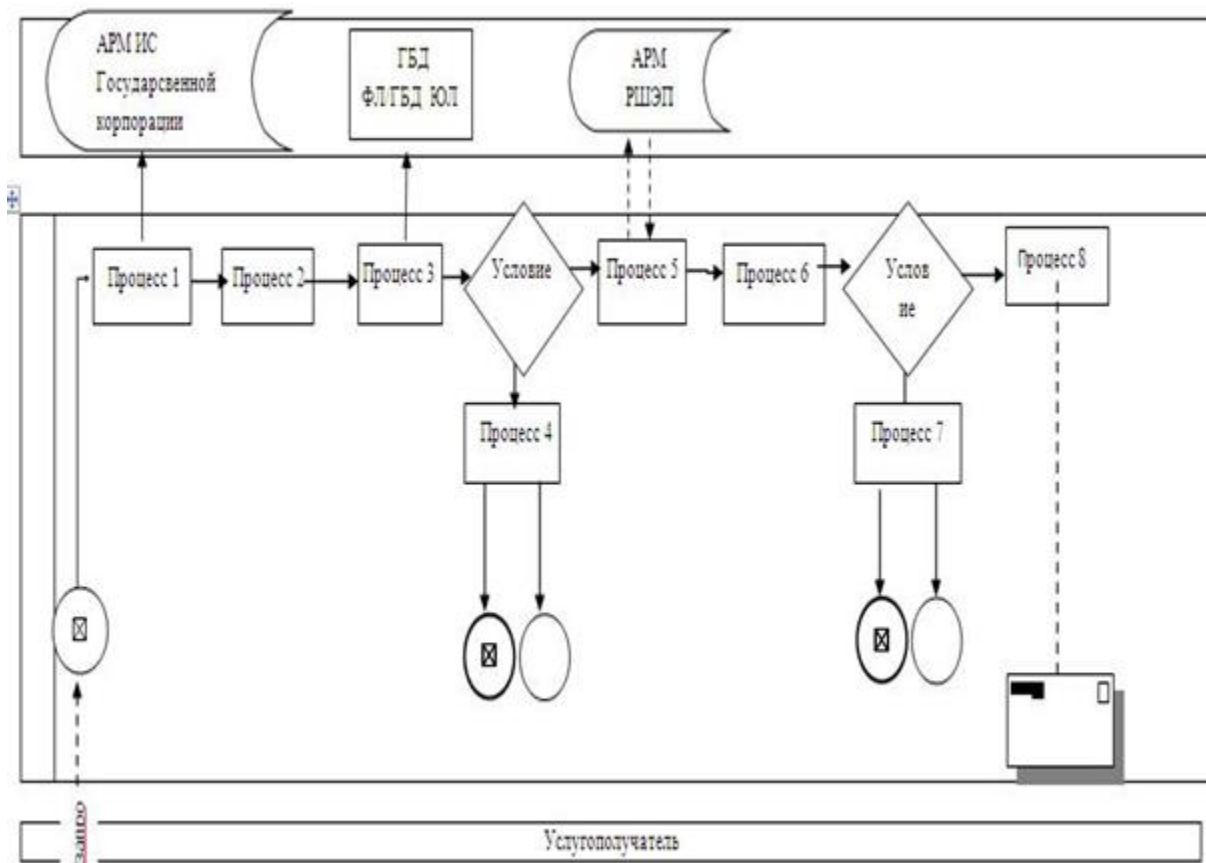 АРМ ИС
Государсвенной
корпорации
ГБД
ФЛ/ГБД ЮЛ
АРМ
РШЭП
Процесс 1
Процесс 2
Процесс 3
Условие
Процесс 5
Процесс 6
Услов
ие
Процесс 8
Процесс 4
Процесс 7
запро
Услугополучатель